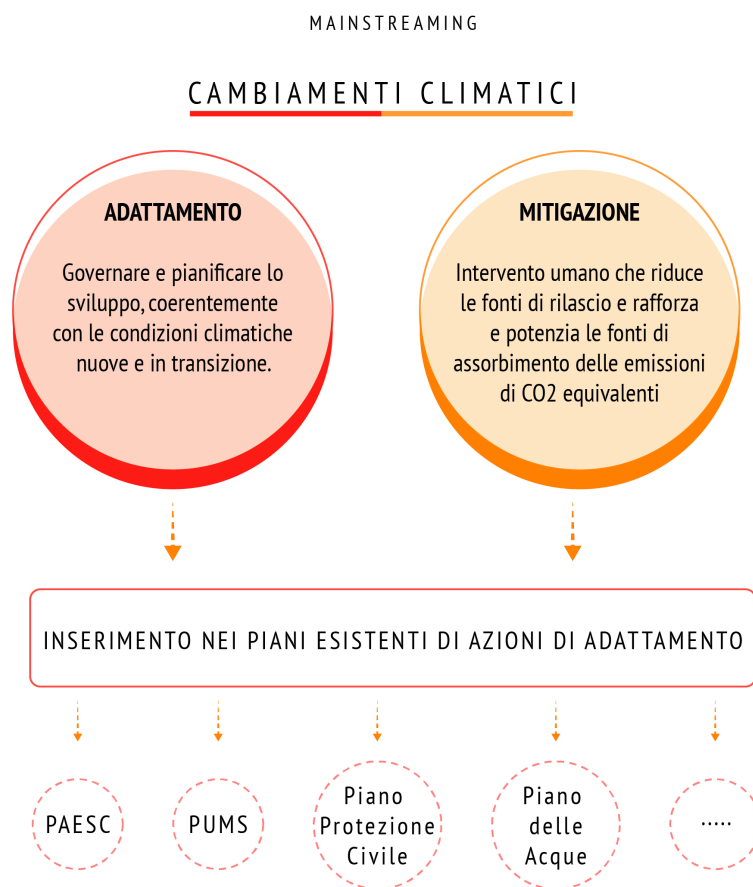 MAINSTREAMING
CAMBIAMENTI CLIMATICI
ADATTAMENTO
Governare e pianificare lo
sviluppo, coerentemente
con le condizioni climatiche
nuove e in transizione.
MITIGAZIONE
Intervento umano che riduce
le fonti di rilascio e rafforza
e potenzia le fonti di
assorbimento delle emissioni
di CO2 equivalenti
INSERIMENTO NEI PIANI ESISTENTI DI AZIONI DI ADATTAMENTO
PAESC
PUMS
Piano
Protezione
Civile
Piano
delle
Acque
.....